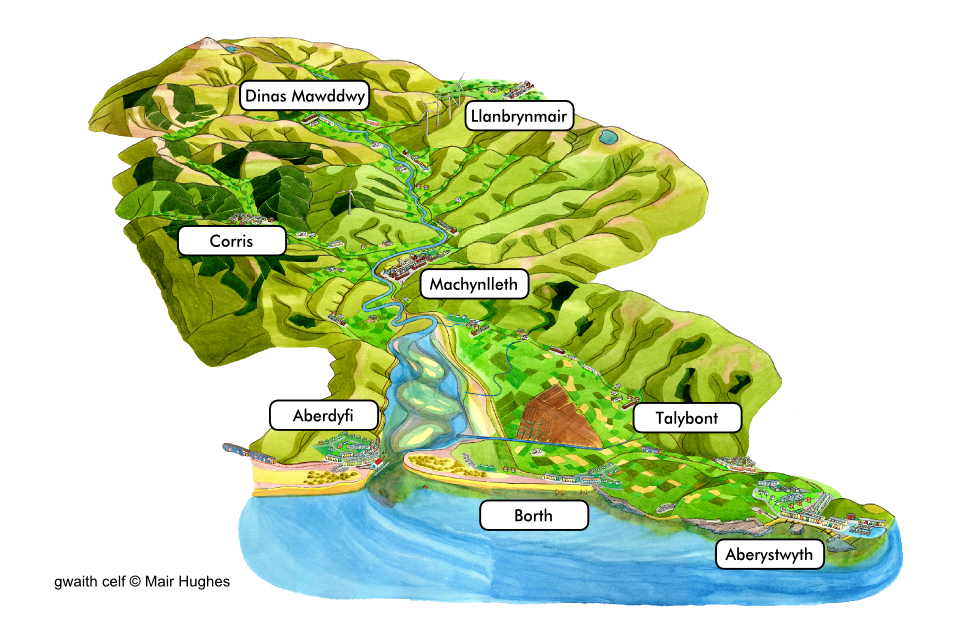 Dinas Mawddwy
Llanbrynmair
Corris
Machynlleth
Aberdyfi
Talybont
Borth
Aberystwyth
gwaith celf © Mair Hughes